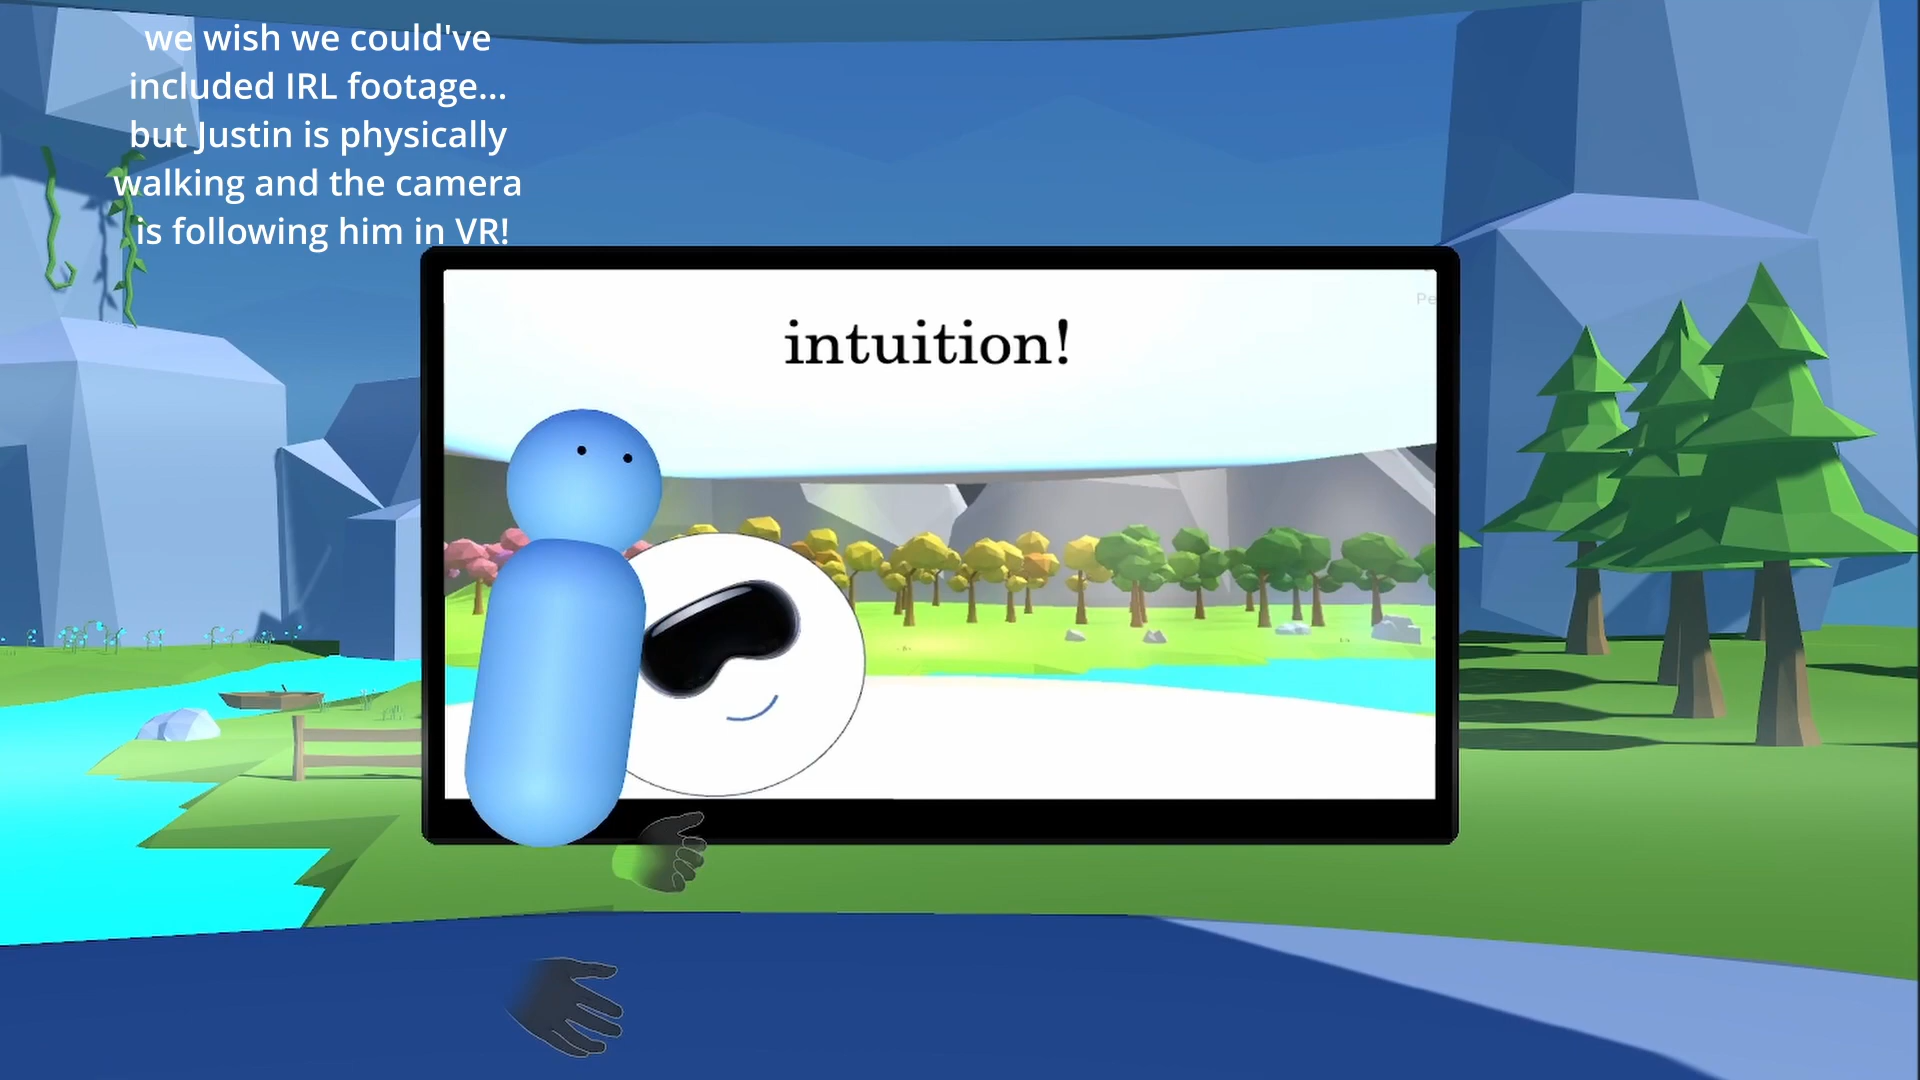 we wish we could've
included IRL footage...
but Justin is physically
walking and the camera
is following him in VR!
Pe
intuition!